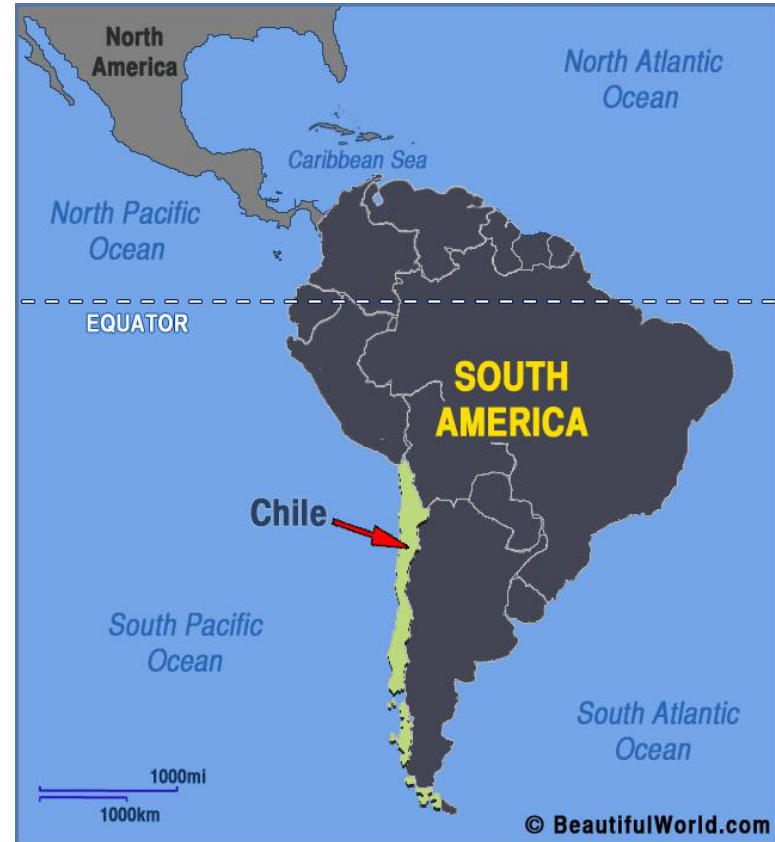 North
America
North Atlantic
Ocean
Caribbean Sea
North Pacific
Ocean
EQUATOR
SOUTH
AMERICA
Chile
South Pacific
Ocean
South Atlantic
Ocean
1000mi
1000km
© BeautifulWorld.com